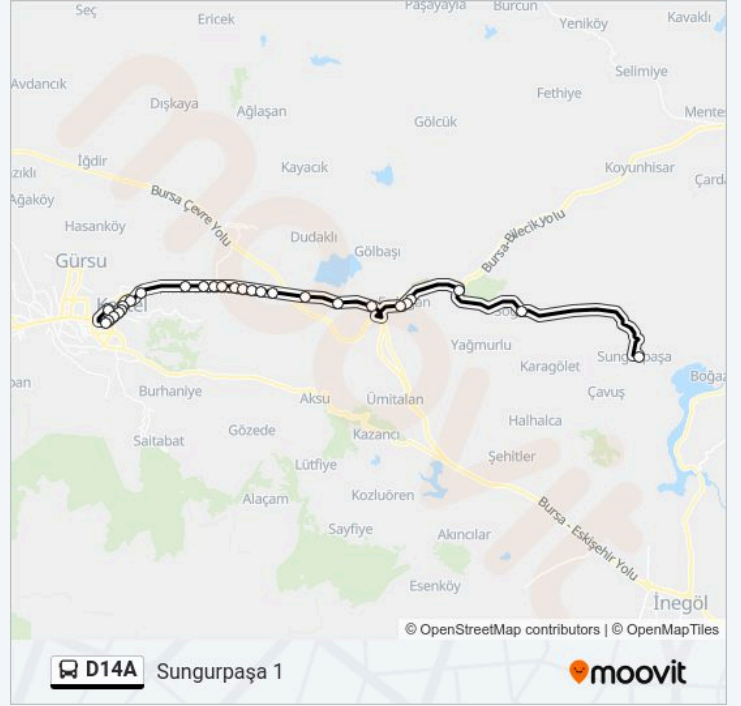 Seç
Ericek
Paşayayla
Burcun
Yeniköy
Kavaklı
Avdancık
Selimiye
Dışkaya
Ağlaşan
Fethiye
Gölcük
Mente
İğdir
Kayacık
Koyunhisar
zıklı
Çard
Ağaköy
Bursa Çevre Yolu
Hasanköy
Dudaklı
Bursa-Bilecik yolu
Gürsu
Gölbaşı
Kestel
Yağmurlu
Sungurpaşa
Karagölet
Boğaz
Burhaniye
Aksu
Ümitalan
Çavuş
Gözede
Kazancı
Halhalca
Saitabat
Lütfiye
Şehitler
Alaçam
Kozluören
Bursa - Eskişehir Yolu
Sayfiye
Akıncılar
Esenköy
İnegöl
© OpenStreetMap contributors | © OpenMapTiles
D14A Sungurpaşa 1
moovit